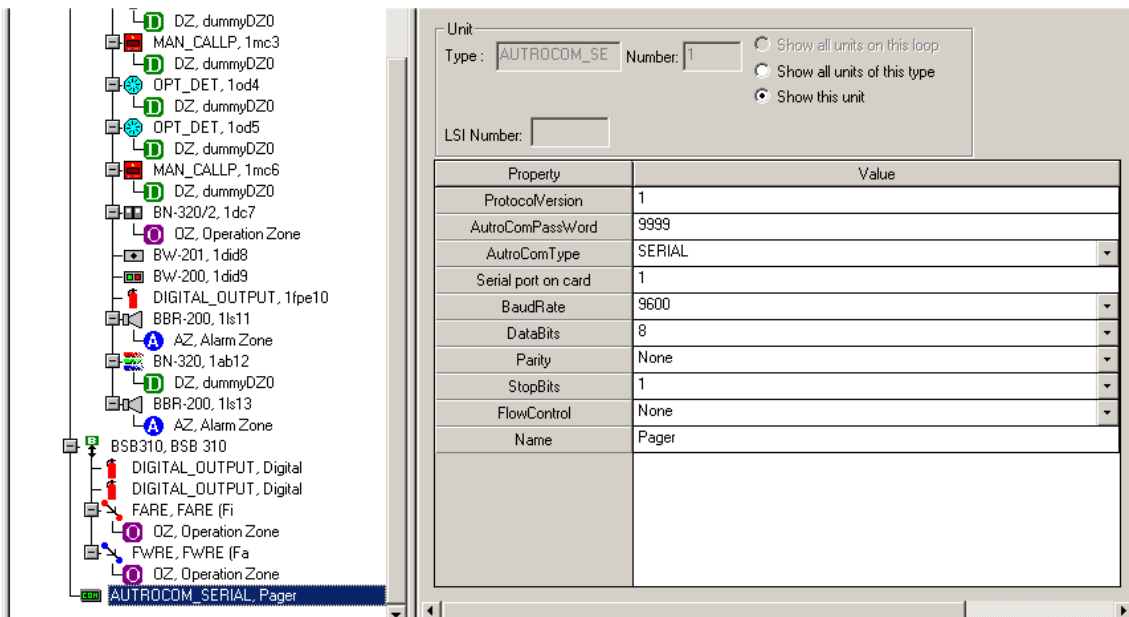 DZ, dummyDZ0
MAN_CALLP, 1mc3
DZ, dummyDZ0
OPT_DET, 1od4
DZ, dummyDZ0
OPT_DET, 1od5
DZ, dummyDZ0
MAN_CALLP, 1mc6
DZ, dummyDZ0
BN-320/2, 1dc7
OZ, Operation Zone
BW-201, 1did8
BW-200, 1did9
DIGITAL_OUTPUT, 1fpe10
BBR-200, 1ls11
AZ, Alarm Zone
BN-320, 1ab12
DZ, dummyDZ0
BBR-200, 1ls13
AZ, Alarm Zone
BSB310, BSB 310
DIGITAL_OUTPUT, Digital
DIGITAL_OUTPUT, Digital
FARE, FARE (Fi
OZ, Operation Zone
FWRE, FWRE (Fa
OZ, Operation Zone
AUTROCOM_SERIAL, Pager
Unit
Type : AUTROCOM_SE Number: 1
Show all units on this loop
Show all units of this type
Show this unit
LSI Number:
Property Value
ProtocolVersion 1
AutroComPassWord 9999
AutroComType SERIAL
Serial port on card 1
BaudRate 9600
DataBits 8
Parity None
StopBits 1
FlowControl None
Name Pager